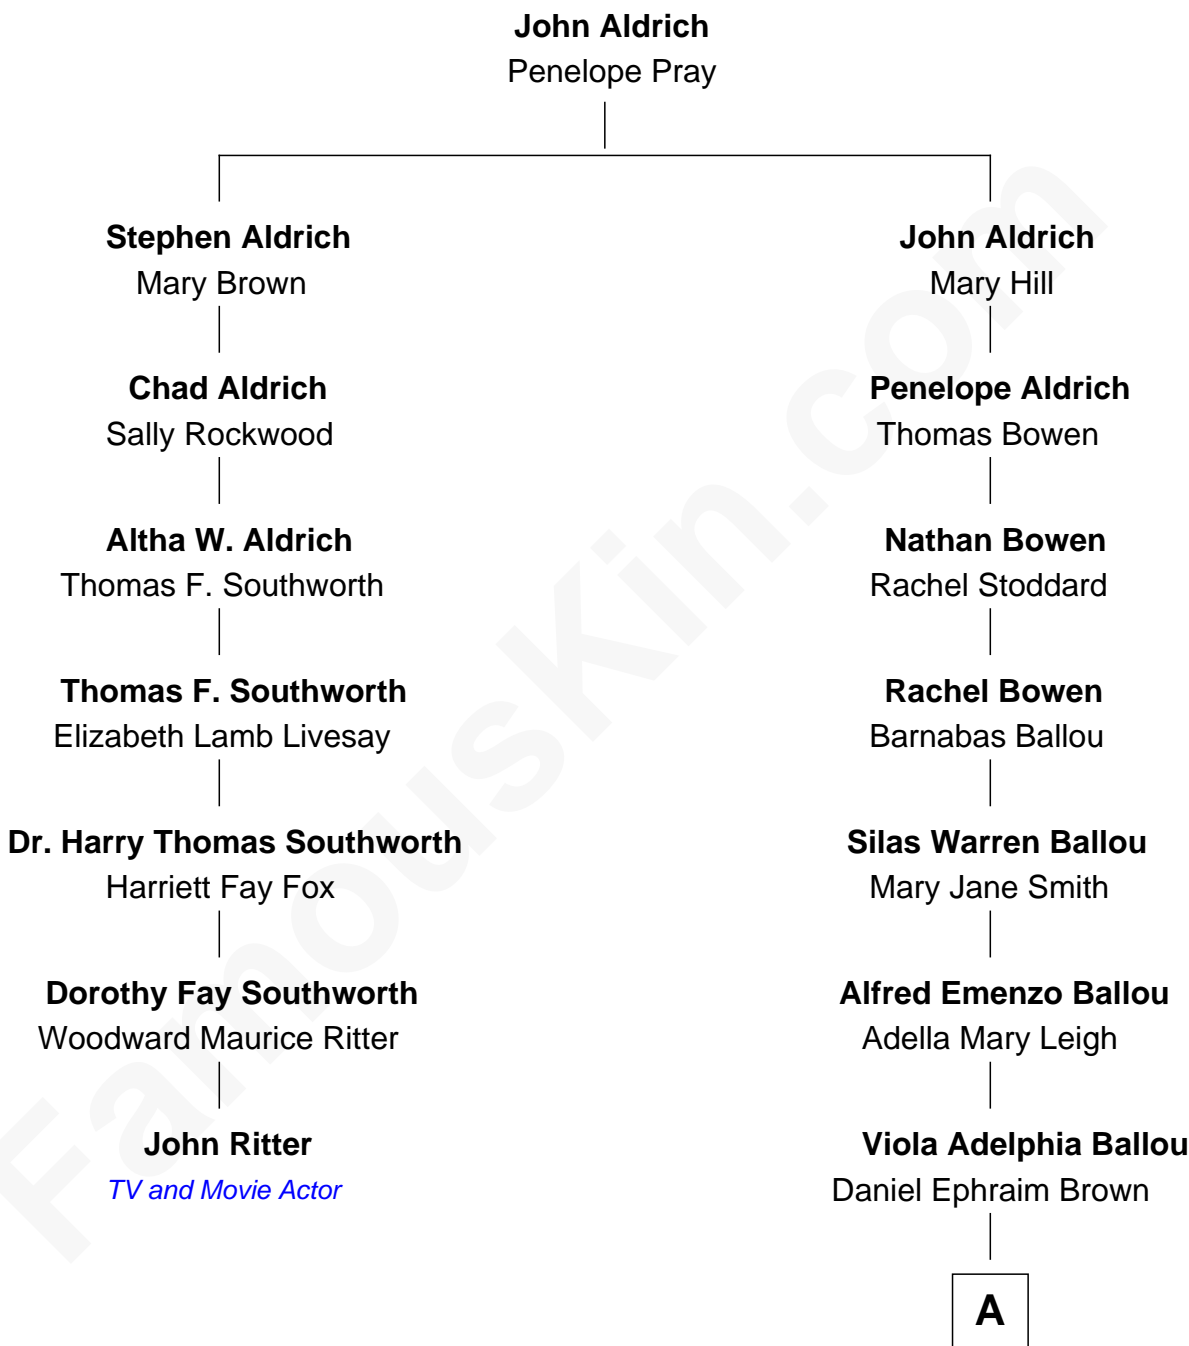 John Aldrich
Penelope Pray
Stephen Aldrich
Mary Brown
Chad Aldrich
Sally Rockwood
Altha W. Aldrich
Thomas F. Southworth
Thomas F. Southworth
Elizabeth Lamb Livesay
Dr. Harry Thomas Southworth
Harriett Fay Fox
Dorothy Fay Southworth
Woodward Maurice Ritter
John Ritter
TV and Movie Actor
John Aldrich
Mary Hill
Penelope Aldrich
Thomas Bowen
Nathan Bowen
Rachel Stoddard
Rachel Bowen
Barnabas Ballou
Silas Warren Ballou
Mary Jane Smith
Alfred Emenzo Ballou
Adella Mary Leigh
Viola Adelphia Ballou
Daniel Ephraim Brown
A
FamousKin.com